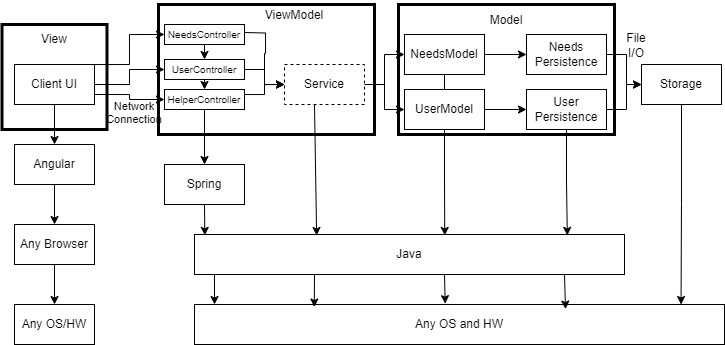 View
ViewModel
Model
Client UI
Network
Connection
NeedsController
UserController
HelperController
Service
NeedsModel
UserModel
Needs
Persistence
User
Persistence
File
I/O
Storage
Angular
Spring
Any Browser
Java
Any OS/HW
Any OS and HW